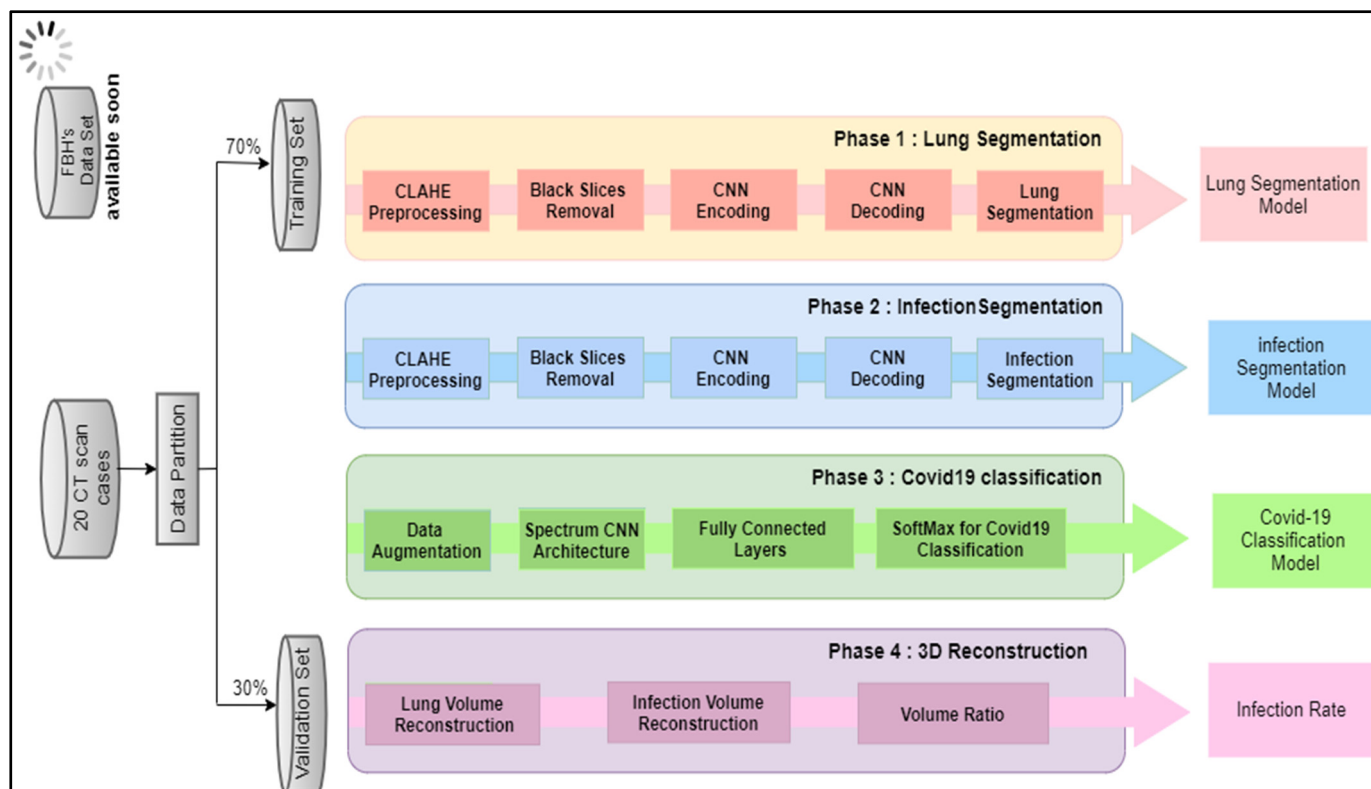 FBH's
Data Set
available soon
70%
Training Set
20 CT scan
cases
Data Partition
30%
Validation Set
Phase 1 : Lung Segmentation
CLAHE
Preprocessing
Black Slices
Removal
CNN
Encoding
CNN
Decoding
Lung
Segmentation
Lung Segmentation
Model
Phase 2 : InfectionSegmentation
CLAHE
Preprocessing
Black Slices
Removal
CNN
Encoding
CNN
Decoding
Infection
Segmentation
infection
Segmentation
Model
Phase 3 : Covid19 classification
Data
Augmentation
Spectrum CNN
Architecture
Fully Connected
Layers
SoftMax for Covid19
Classification
Covid-19
Classification
Model
Phase 4 : 3D Reconstruction
Lung Volume
Reconstruction
Infection Volume
Reconstruction
Volume Ratio
Infection Rate